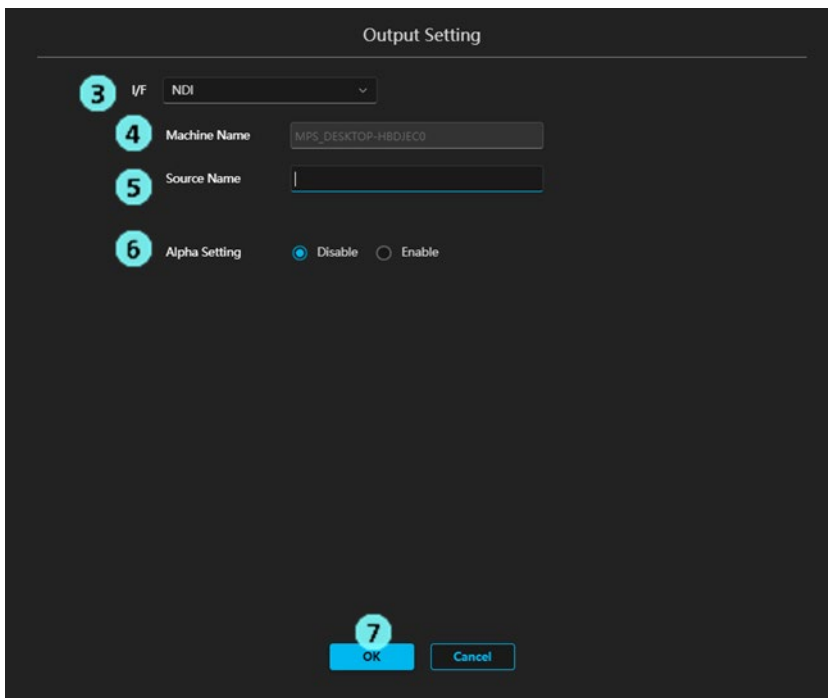 Output Setting
3 I/F NDI
4 Machine Name MPS_DESKTOP-HBDJEC0
5 Source Name
6 Alpha Setting Disable Enable
7
OK Cancel